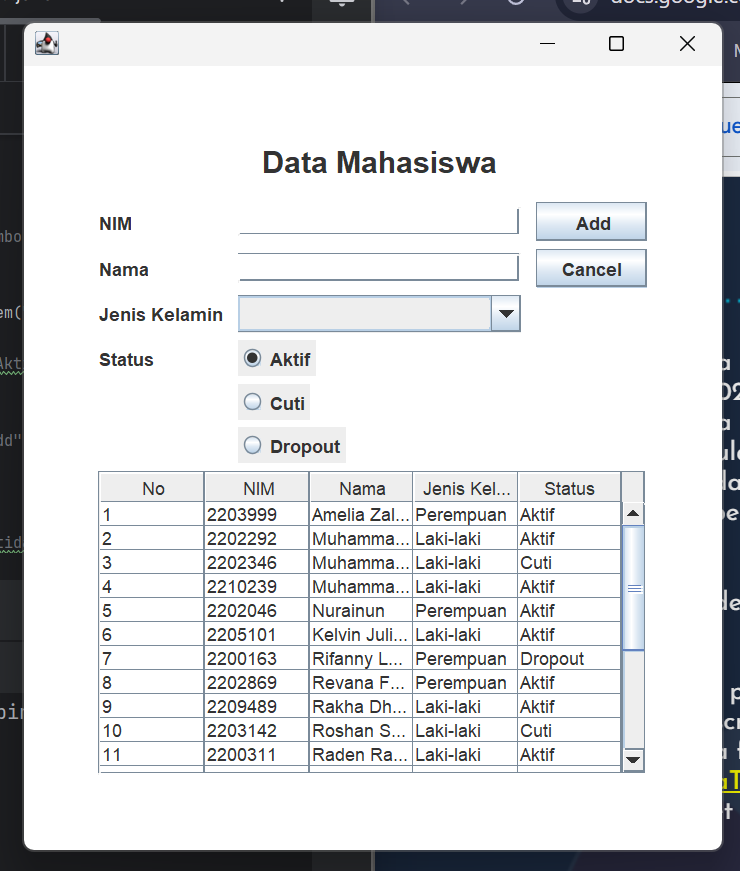 docs.google.c
Data Mahasiswa
NIM
Add
Nama
Cancel
Jenis Kelamin
Status
Aktif
Cuti
Dropout
No NIM Nama Jenis Kel... Status
1 2203999 Amelia Zal... Perempuan Aktif
2 2202292 Muhamma... Laki-laki Aktif
3 2202346 Muhamma... Laki-laki Cuti
4 2210239 Muhamma... Laki-laki Aktif
5 2202046 Nurainun Perempuan Aktif
6 2205101 Kelvin Juli... Laki-laki Aktif
7 2200163 Rifanny L... Perempuan Dropout
8 2202869 Revana F... Perempuan Aktif
9 2209489 Rakha Dh... Laki-laki Aktif
10 2203142 Roshan S... Laki-laki Cuti
11 2200311 Raden Ra... Laki-laki Aktif